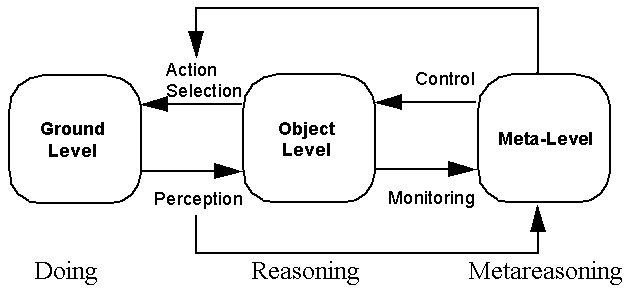 Action
Selection
Control
Ground
Level
Object
Level
Meta-Level
Perception
Monitoring
Doing
Reasoning
Metareasoning